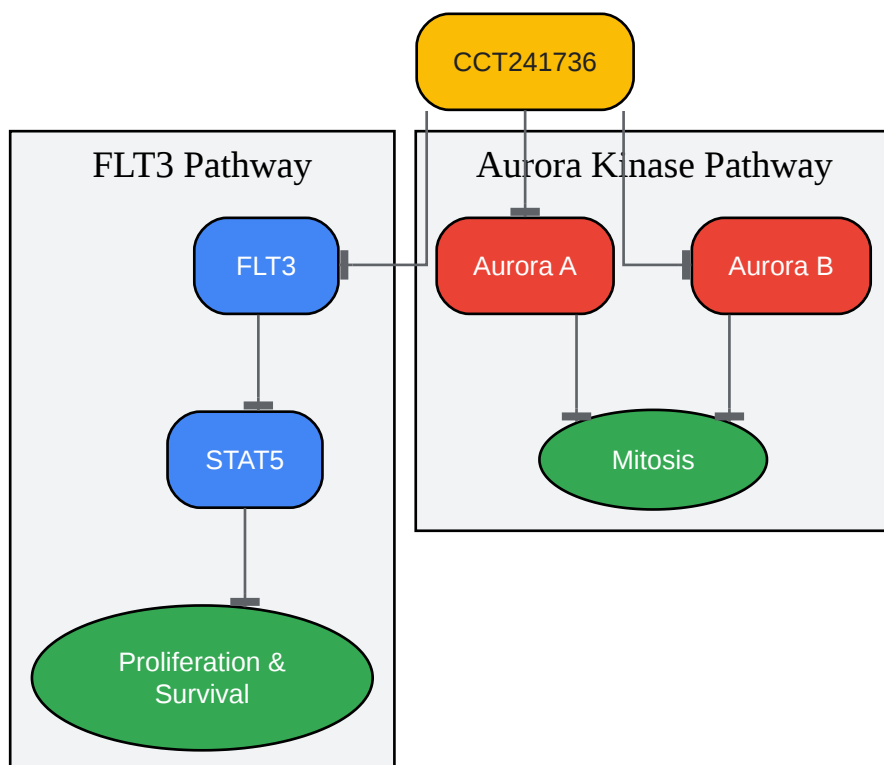 CCT241736
FLT3 Pathway
Aurora Kinase Pathway
FLT3
Aurora A
Aurora B
STAT5
Mitosis
Proliferation &
Survival